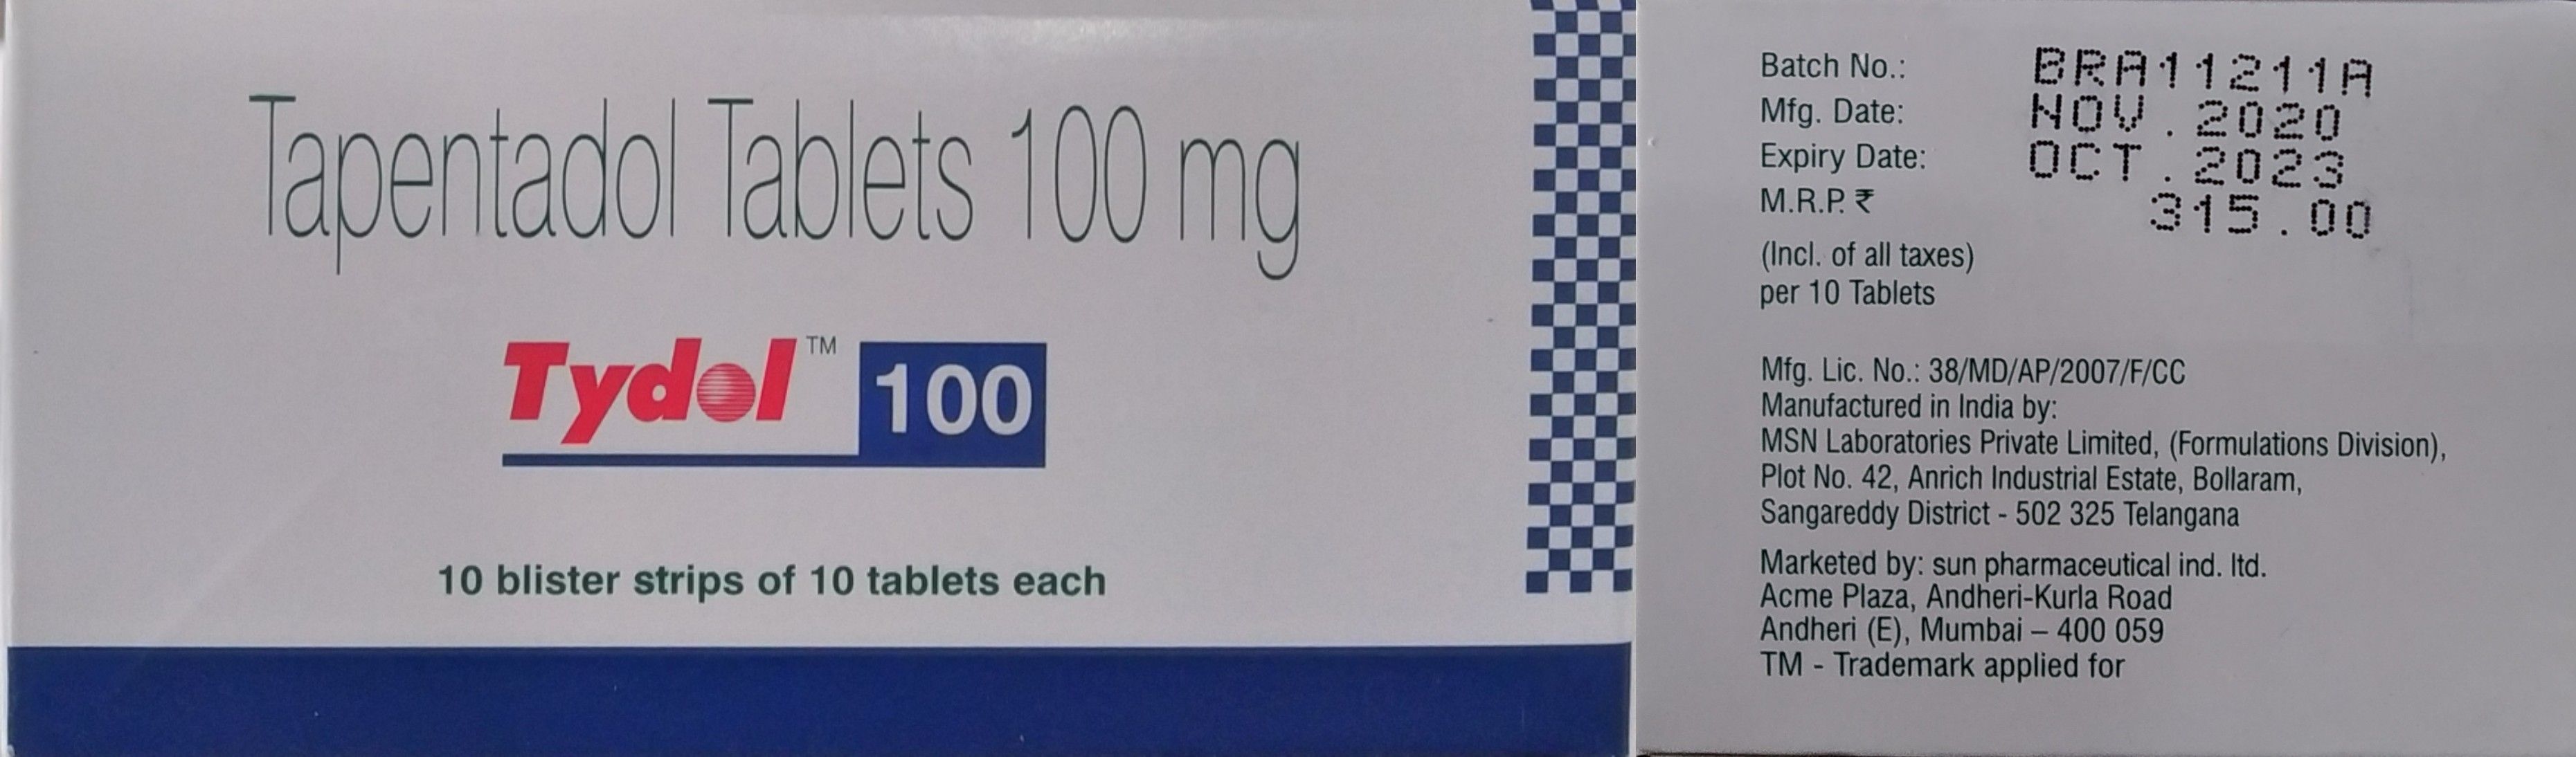 Tapentadol Tablets 100 mg
Tydol™ 100
10 blister strips of 10 tablets each
Batch No.: BRA11211A
Mfg. Date: NOV.2020
Expiry Date: OCT.2023
M.R.P. ₹ 315.00
(Incl. of all taxes)
per 10 Tablets
Mfg. Lic. No.: 38/MD/AP/2007/F/CC
Manufactured in India by:
MSN Laboratories Private Limited, (Formulations Division),
Plot No. 42, Anrich Industrial Estate, Bollaram,
Sangareddy District - 502 325 Telangana
Marketed by: sun pharmaceutical ind. ltd.
Acme Plaza, Andheri-Kurla Road
Andheri (E), Mumbai – 400 059
TM - Trademark applied for